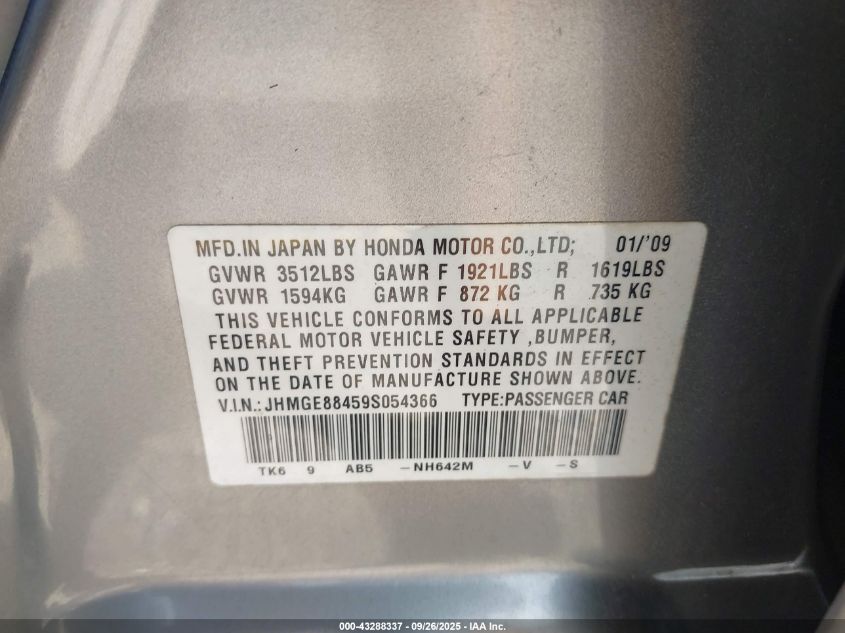 MFD.IN JAPAN BY HONDA MOTOR CO.,LTD; 01/'09
GVWR 3512LBS GAWR F 1921LBS R 1619LBS
GVWR 1594KG GAWR F 872 KG R 735 KG
THIS VEHICLE CONFORMS TO ALL APPLICABLE
FEDERAL MOTOR VEHICLE SAFETY ,BUMPER,
AND THEFT PREVENTION STANDARDS IN EFFECT
ON THE DATE OF MANUFACTURE SHOWN ABOVE.
V.I.N.: JHMGE88459S054366 TYPE:PASSENGER CAR
TK6 9 AB5 -NH642M -V -S
000-43288337 - 09/26/2025 - IAA Inc.